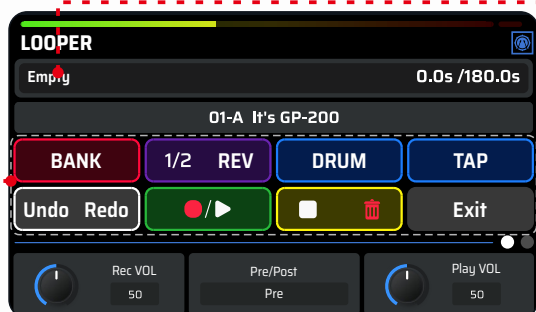 LOOPER
Empty 0.0s /180.0s
01-A It's GP-200
BANK 1/2 REV DRUM TAP
Undo Redo / Exit
Rec VOL Pre/Post Play VOL
50 Pre 50